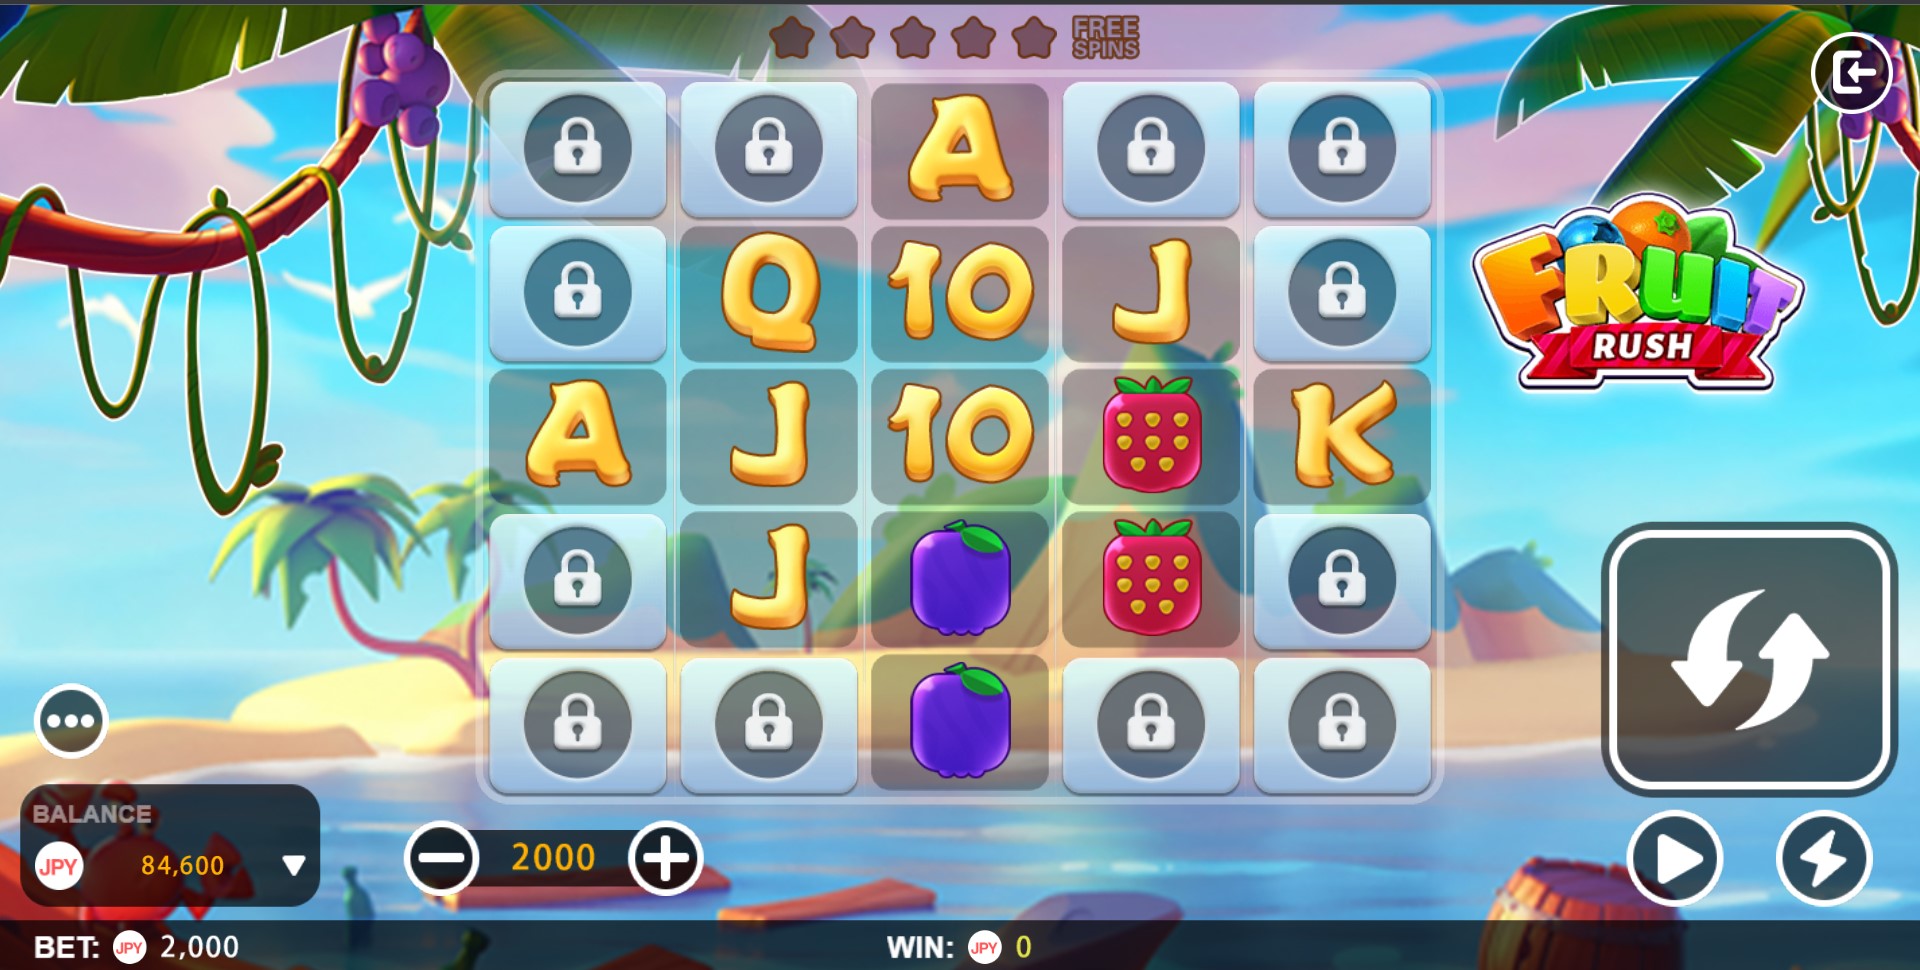 FREE
SPINS
A
Q 10 J
A J 10 K
J
FRUIT
RUSH
BALANCE
JPY 84,600
2000
BET: JPY 2,000
WIN: JPY 0